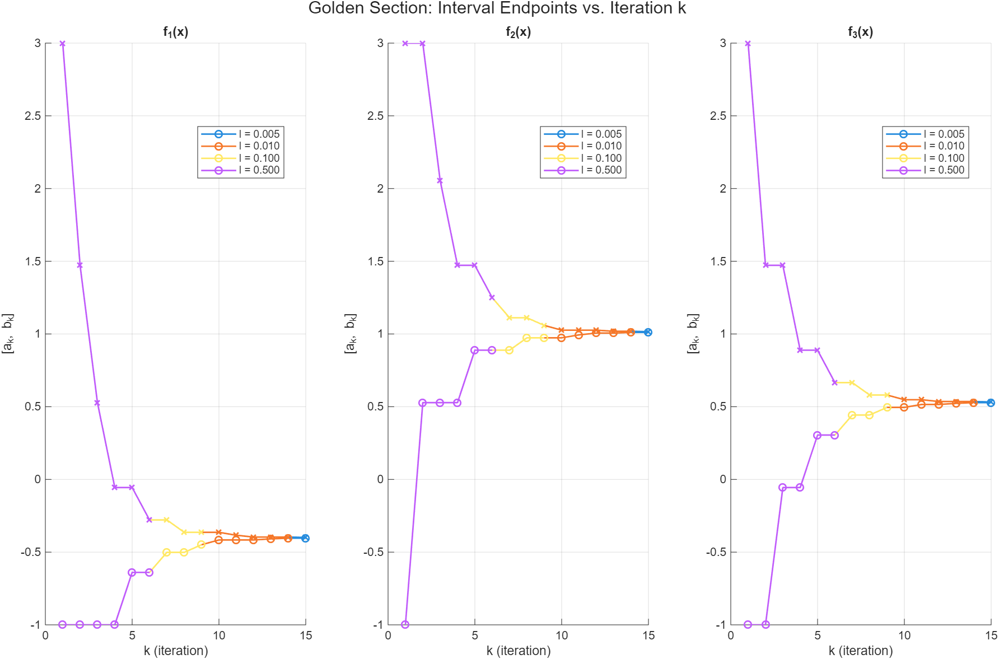 Golden Section: Interval Endpoints vs. Iteration k
f₁(x)
3
2.5
2
1.5
1
0.5
0
-0.5
-1
0 5 10 15
[aₖ, bₖ]
k (iteration)
l = 0.005
l = 0.010
l = 0.100
l = 0.500
f₂(x)
3
2.5
2
1.5
1
0.5
0
-0.5
-1
0 5 10 15
[aₖ, bₖ]
k (iteration)
l = 0.005
l = 0.010
l = 0.100
l = 0.500
f₃(x)
3
2.5
2
1.5
1
0.5
0
-0.5
-1
0 5 10 15
[aₖ, bₖ]
k (iteration)
l = 0.005
l = 0.010
l = 0.100
l = 0.500